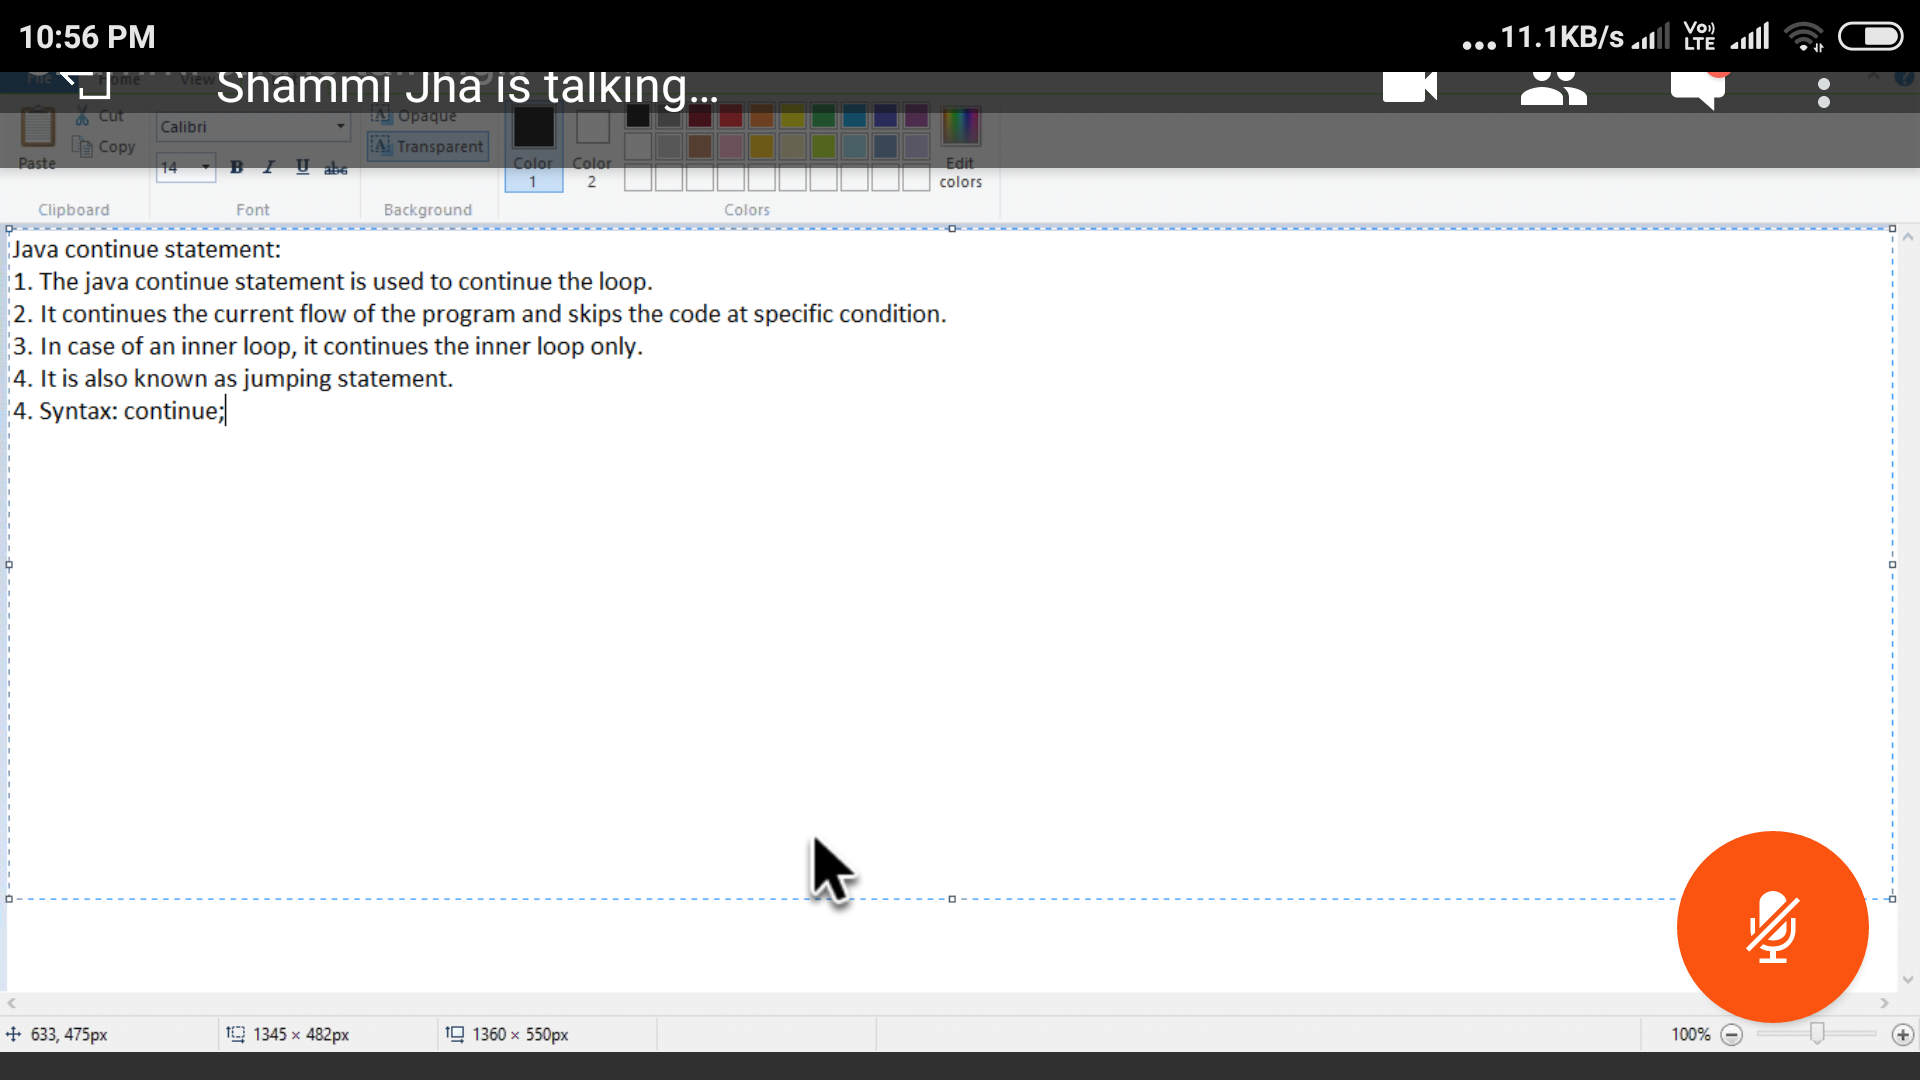 10:56 PM
...11.1KB/s VoLTE
Home View
Shammi Jha is talking...
Cut
Calibri
Opaque
Paste
Copy
14
B I U abc
Transparent
Color 1
Color 2
Edit colors
Clipboard
Font
Background
Colors
Java continue statement:
1. The java continue statement is used to continue the loop.
2. It continues the current flow of the program and skips the code at specific condition.
3. In case of an inner loop, it continues the inner loop only.
4. It is also known as jumping statement.
4. Syntax: continue;
633, 475px
1345 × 482px
1360 × 550px
100%